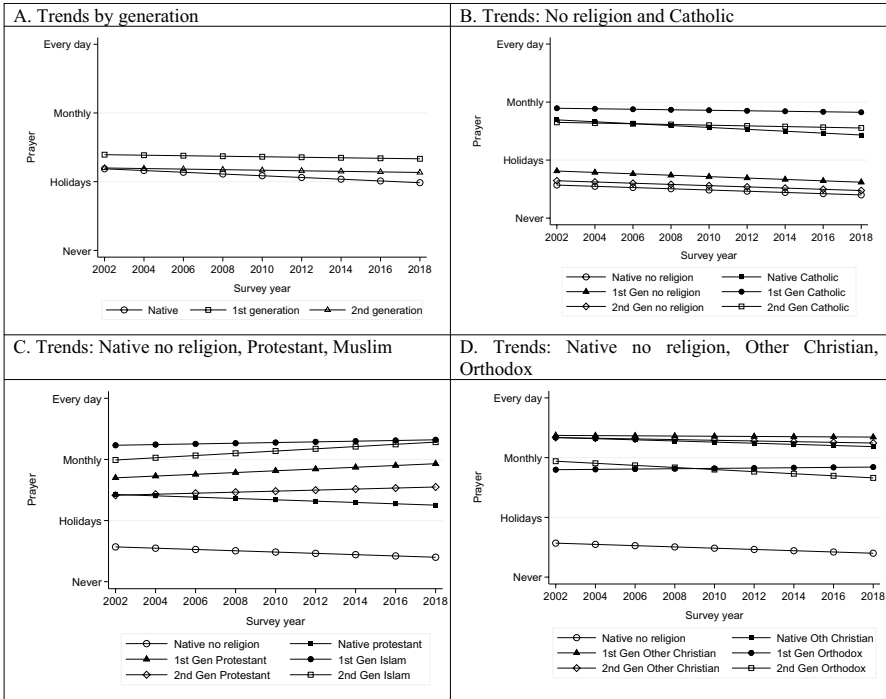 A. Trends by generation
Every day
Monthly
Holidays
Never
Prayer
2002 2004 2006 2008 2010 2012 2014 2016 2018
Survey year
Native 1st generation 2nd generation
B. Trends: No religion and Catholic
Every day
Monthly
Holidays
Never
Prayer
2002 2004 2006 2008 2010 2012 2014 2016 2018
Survey year
Native no religion Native Catholic
1st Gen no religion 1st Gen Catholic
2nd Gen no religion 2nd Gen Catholic
C. Trends: Native no religion, Protestant, Muslim
Every day
Monthly
Holidays
Never
Prayer
2002 2004 2006 2008 2010 2012 2014 2016 2018
Survey year
Native no religion Native protestant
1st Gen Protestant 1st Gen Islam
2nd Gen Protestant 2nd Gen Islam
D. Trends: Native no religion, Other Christian,
Orthodox
Every day
Monthly
Holidays
Never
Prayer
2002 2004 2006 2008 2010 2012 2014 2016 2018
Survey year
Native no religion Native Oth Christian
1st Gen Other Christian 1st Gen Orthodox
2nd Gen Other Christian 2nd Gen Orthodox